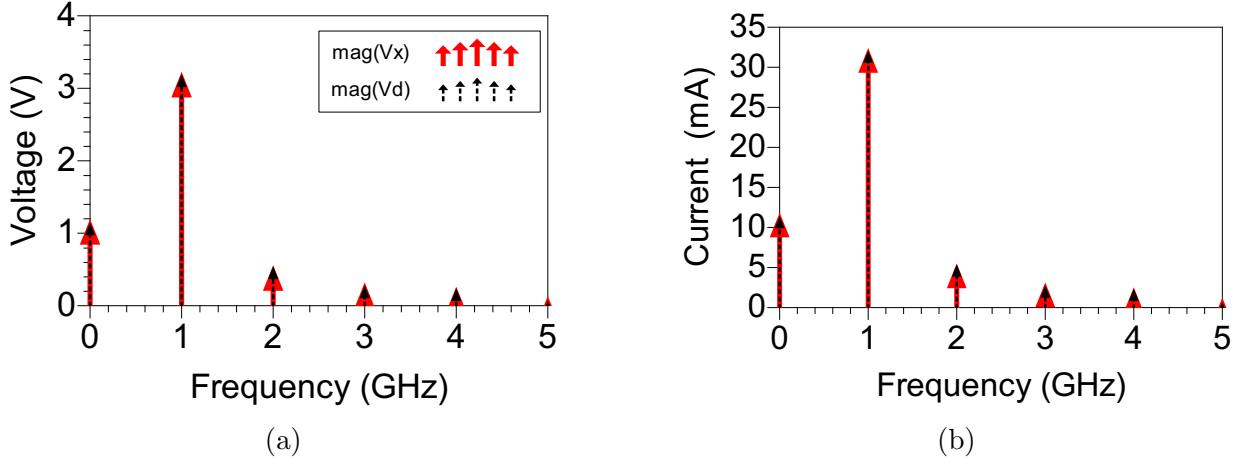 4
3
2
1
0
Voltage (V)
mag(Vx)
mag(Vd)
0 1 2 3 4 5
Frequency (GHz)
(a)
35
30
25
20
15
10
5
0
Current (mA)
0 1 2 3 4 5
Frequency (GHz)
(b)